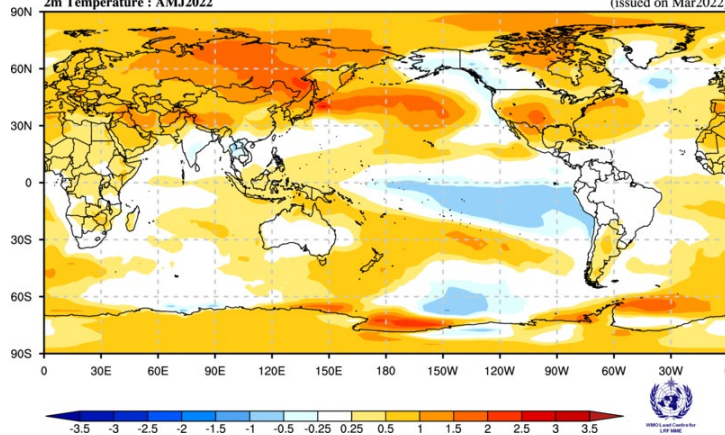 2m Temperature : AMJ2022
(issued on Mar2022)
90N
60N
30N
0
30S
60S
90S
0 30E 60E 90E 120E 150E 180 150W 120W 90W 60W 30W
-3.5 -3 -2.5 -2 -1.5 -1 -0.5 -0.25 0.25 0.5 1 1.5 2 2.5 3 3.5
WMO Lead Centre for
LRF MME